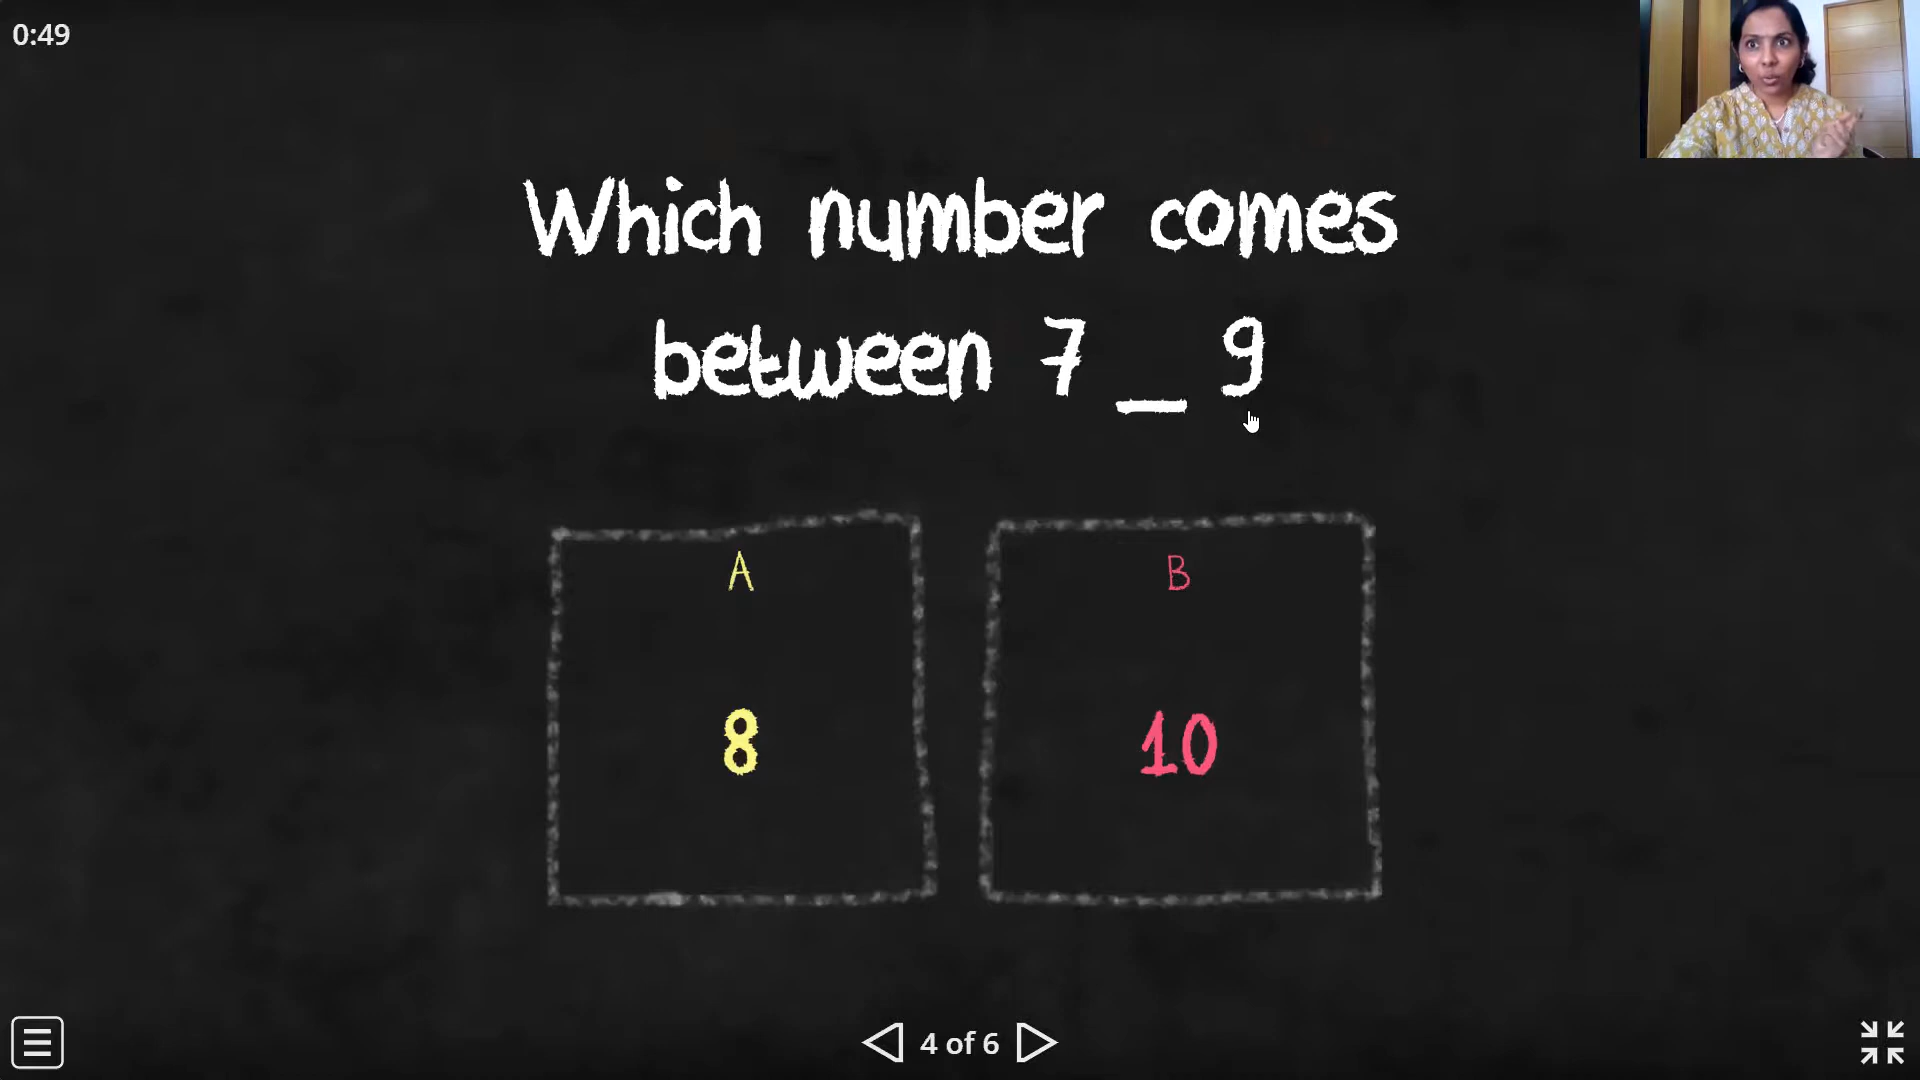 0:49
Which number comes
between 7 _ 9
A
B
8
10
4 of 6